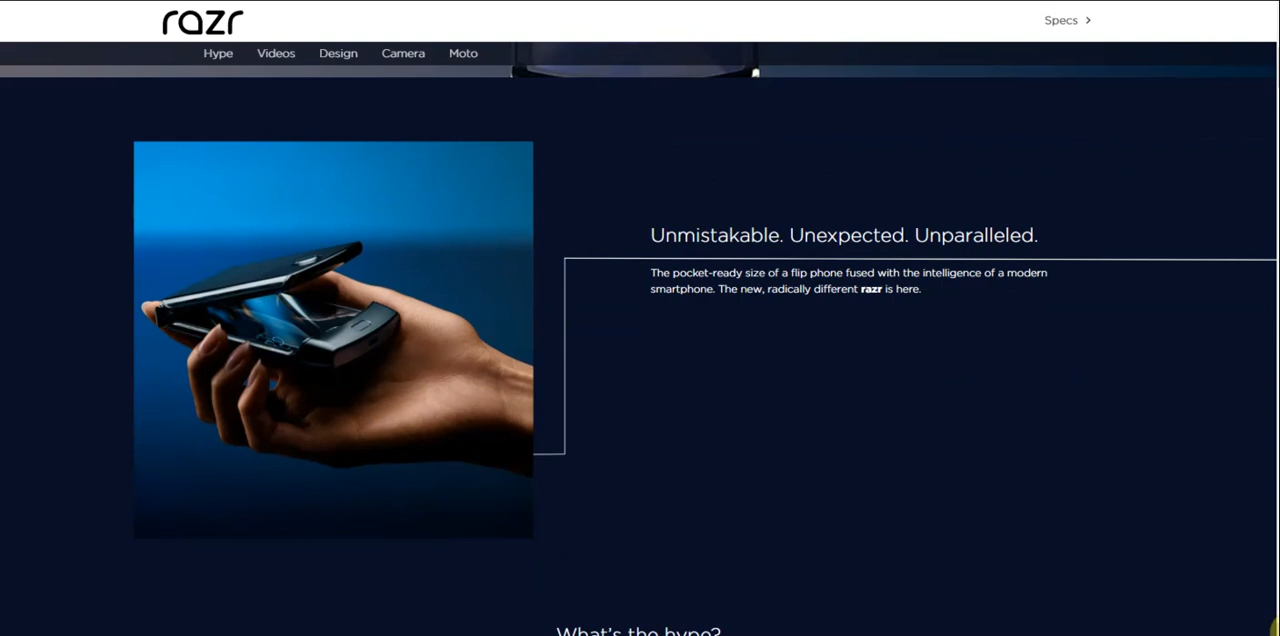 razr
Specs
Hype Videos Design Camera Moto
Unmistakable. Unexpected. Unparalleled.
The pocket-ready size of a flip phone fused with the intelligence of a modern
smartphone. The new, radically different razr is here.
What's the hype?